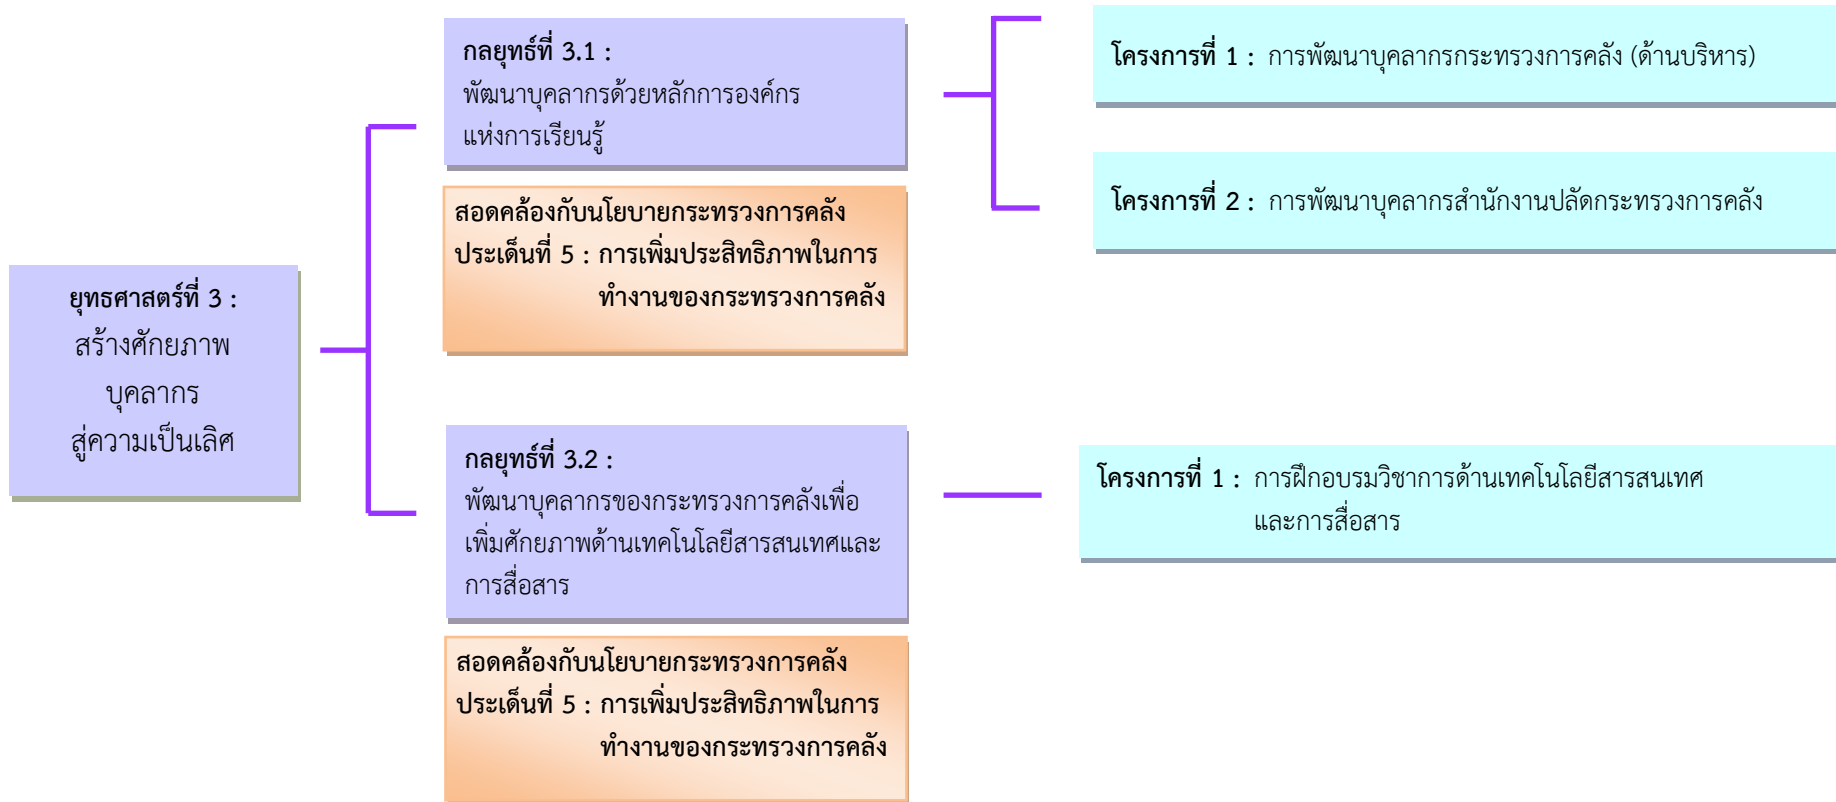 ยุทธศาสตร์ที่ 3 :
สร้างศักยภาพ
บุคลากร
สู่ความเป็นเลิศ
กลยุทธ์ที่ 3.1 :
พัฒนาบุคลากรด้วยหลักการองค์กร
แห่งการเรียนรู้
สอดคล้องกับนโยบายกระทรวงการคลัง
ประเด็นที่ 5 : การเพิ่มประสิทธิภาพในการ
ทำงานของกระทรวงการคลัง
โครงการที่ 1 : การพัฒนาบุคลากรกระทรวงการคลัง (ด้านบริหาร)
โครงการที่ 2 : การพัฒนาบุคลากรสำนักงานปลัดกระทรวงการคลัง
กลยุทธ์ที่ 3.2 :
พัฒนาบุคลากรของกระทรวงการคลังเพื่อ
เพิ่มศักยภาพด้านเทคโนโลยีสารสนเทศและ
การสื่อสาร
สอดคล้องกับนโยบายกระทรวงการคลัง
ประเด็นที่ 5 : การเพิ่มประสิทธิภาพในการ
ทำงานของกระทรวงการคลัง
โครงการที่ 1 : การฝึกอบรมวิชาการด้านเทคโนโลยีสารสนเทศ
และการสื่อสาร